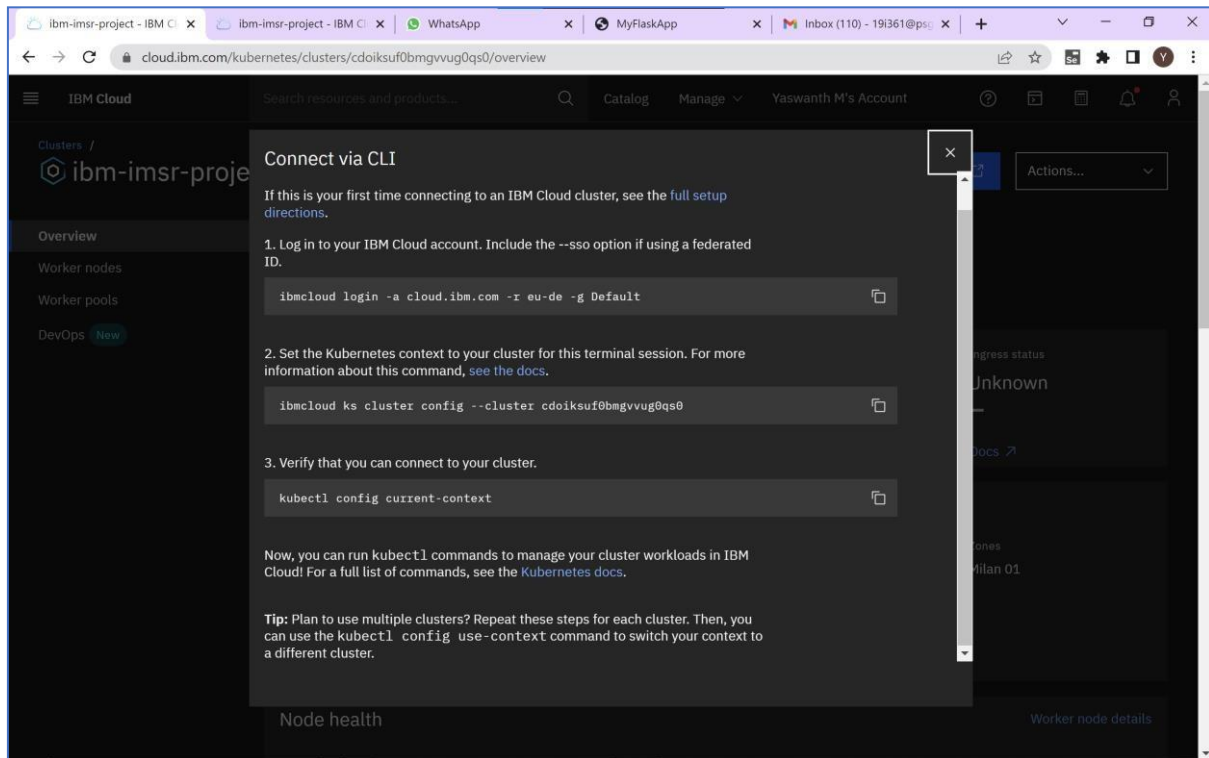 ibm-imsr-project - IBM Cl
ibm-imsr-project - IBM Cl
WhatsApp
MyFlaskApp
Inbox (110) - 19i361@psg
cloud.ibm.com/kubernetes/clusters/cdoiksuf0bmgvvug0qs0/overview
Se
Y
IBM Cloud
Search resources and products...
Catalog
Manage
Yaswanth M's Account
Clusters /
ibm-imsr-proje
Actions...
Overview
Worker nodes
Worker pools
DevOps New
Connect via CLI
If this is your first time connecting to an IBM Cloud cluster, see the full setup
directions.
1. Log in to your IBM Cloud account. Include the --sso option if using a federated
ID.
ibmcloud login -a cloud.ibm.com -r eu-de -g Default
2. Set the Kubernetes context to your cluster for this terminal session. For more
information about this command, see the docs.
ibmcloud ks cluster config --cluster cdoiksuf0bmgvvug0qs0
3. Verify that you can connect to your cluster.
kubectl config current-context
Now, you can run kubectl commands to manage your cluster workloads in IBM
Cloud! For a full list of commands, see the Kubernetes docs.
Tip: Plan to use multiple clusters? Repeat these steps for each cluster. Then, you
can use the kubectl config use-context command to switch your context to
a different cluster.
ngress status
Unknown
Docs
ones
Milan 01
Node health
Worker node details